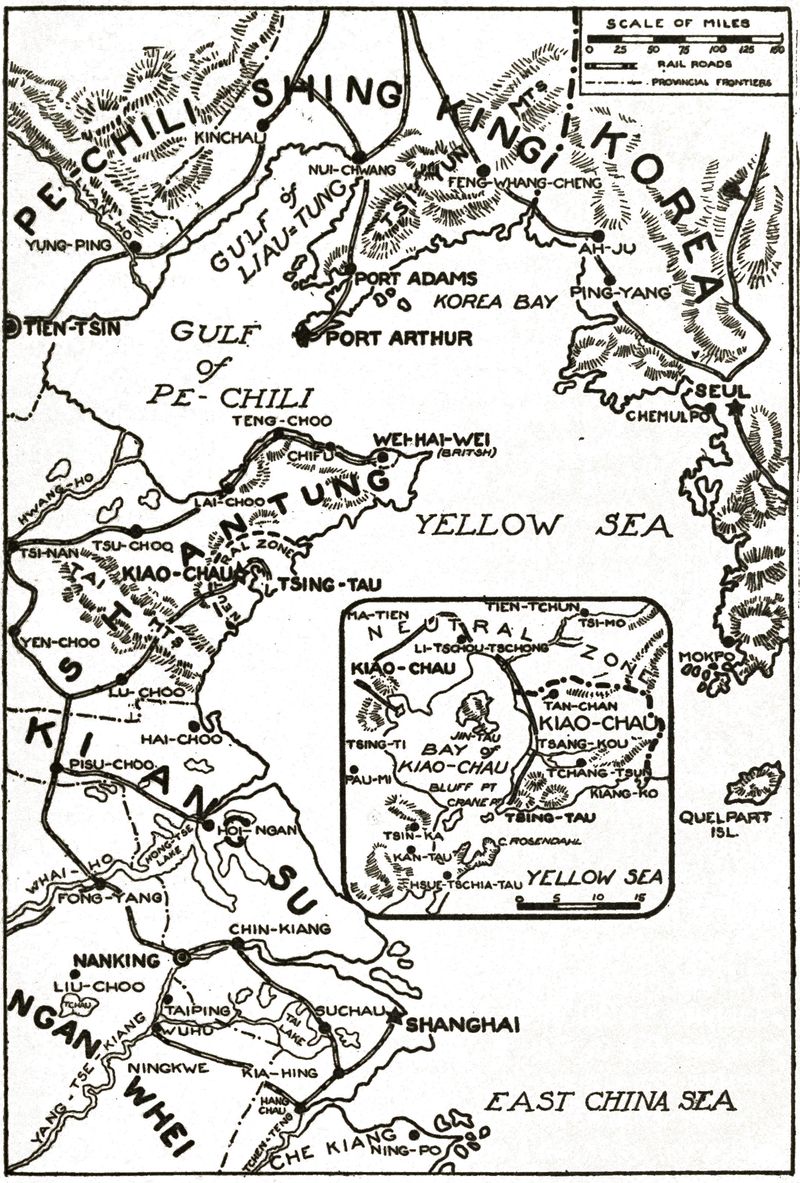 SCALE OF MILES
0 25 50 75 100 125 150
RAIL ROADS
PROVINCIAL FRONTIERS
PE-CHILI
SHING KING
KOREA
KINCHAU
NUI-CHWANG
MTS
TSI YUN
FENG-WHANG-CHENG
LAN-HO
YUNG-PING
GULF of LIAU-TUNG
AH-JU
PORT ADAMS
KOREA BAY
PING-YANG
TIEN-TSIN
GULF
of
PE-CHILI
PORT ARTHUR
SEUL
CHEMULPO
TENG-CHOO
CHIFU
WEI-HAI-WEI
(BRITSH)
HWANG-HO
LAI-CHOO
SHANTUNG
YELLOW SEA
TSI-NAN
TSU-CHOO
KIAO-CHAU
NEUTRAL ZONE
TSING-TAU
TAI MTS
YEN-CHOO
LU-CHOO
MOKPO
HAI-CHOO
KIANG SU
PISU-CHOO
HOI-NGAN
HONG-TSE
LAKE
WHAI-HO
FONG-YANG
QUELPART
ISL.
MA-TIEN
TIEN-TCHUN
TSI-MO
NEUTRAL ZONE
LI-TSCHOU-TSCHONG
KIAO-CHAU
TAN-CHAN
KIAO-CHAU
JIN-TAU
TSING-TI
BAY of
KIAO-CHAU
TSANG-KOU
PAU-MI
TCHANG-TSUN
BLUFF PT
KIANG-KO
CRANE PT
TSING-TAU
TSIN-KA
C. ROSENDAHL
KAN-TAU
HSUE-TSCHIA-TAU
YELLOW SEA
0 5 10 15
CHIN-KIANG
NANKING
LIU-CHOO
TCHAU
TAIPING
SUCHAU
TAI
LAKE
SHANGHAI
NGAN WHEI
WUHU
YANG-TSE KIANG
NINGKWE
KIA-HING
EAST CHINA SEA
HANG
CHAU
TCHEN-TENG
CHE KIANG
NING-PO